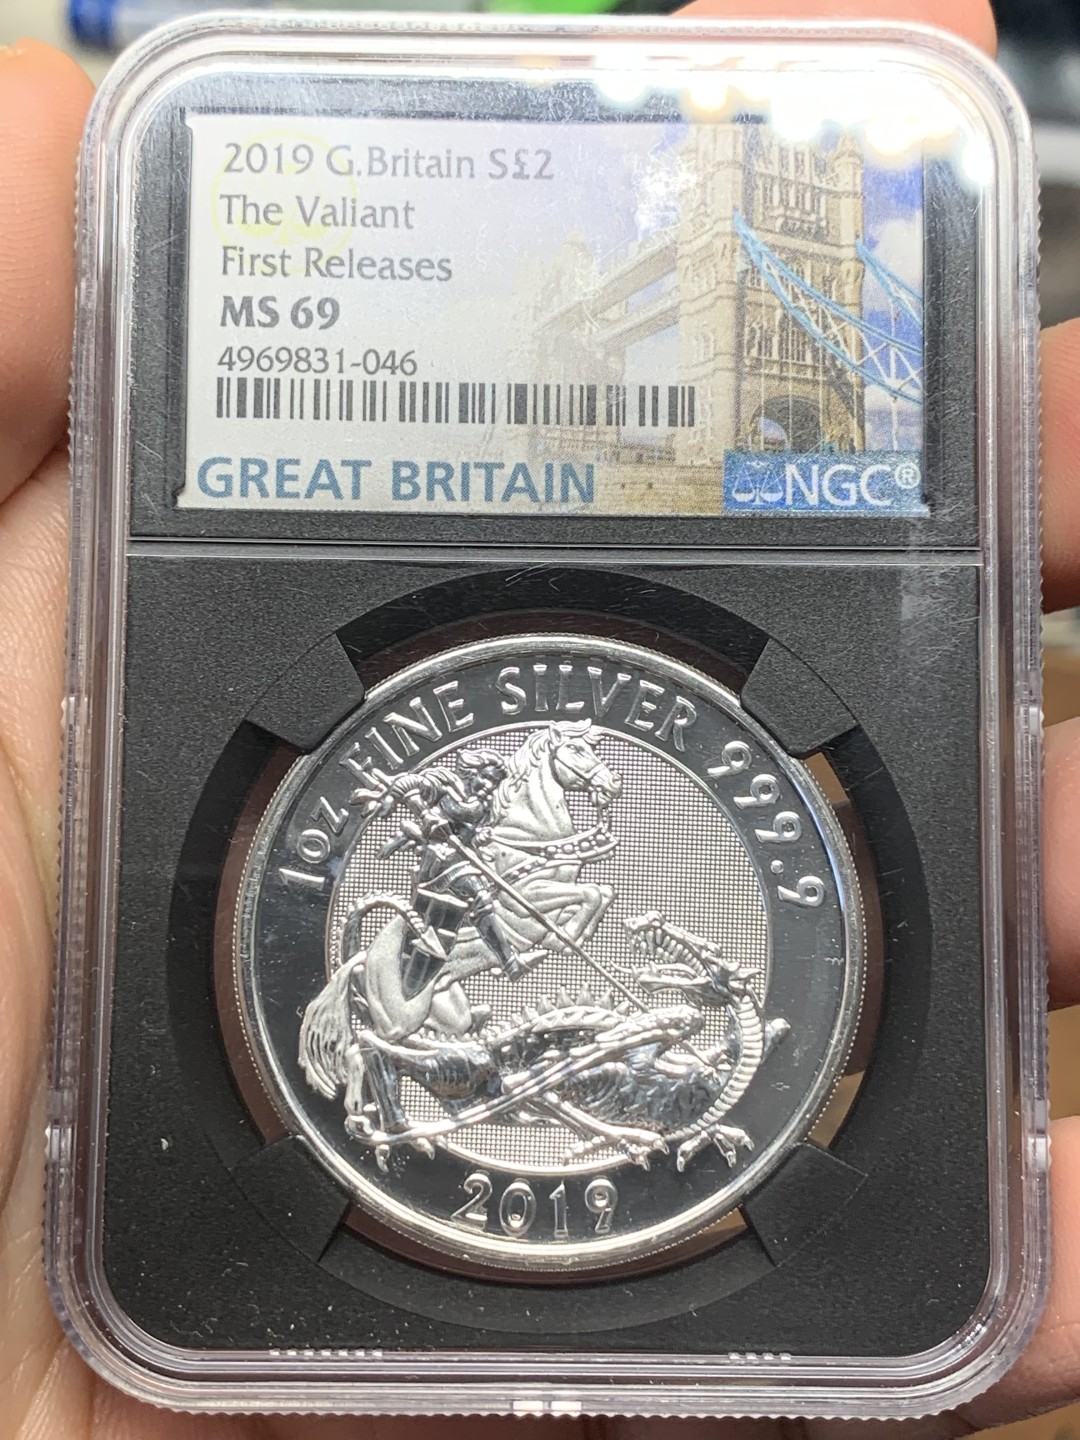 2019 G.Britain S£2
The Valiant
First Releases
MS 69
4969831-046
GREAT BRITAIN
NGC®
1OZ FINE SILVER 999.9
2019